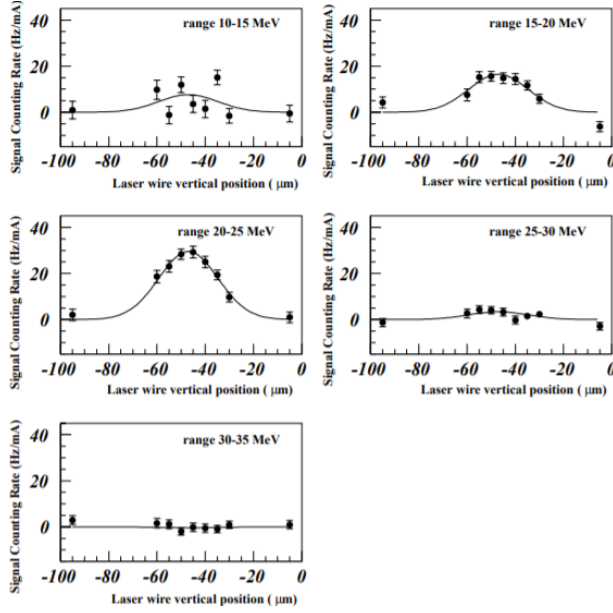 range 10-15 MeV
Signal Counting Rate (Hz/mA)
40
20
0
-100 -80 -60 -40 -20 0
Laser wire vertical position ( μm)
range 15-20 MeV
Signal Counting Rate (Hz/mA)
40
20
0
-100 -80 -60 -40 -20 0
Laser wire vertical position ( μm)
range 20-25 MeV
Signal Counting Rate (Hz/mA)
40
20
0
-100 -80 -60 -40 -20 0
Laser wire vertical position ( μm)
range 25-30 MeV
Signal Counting Rate (Hz/mA)
40
20
0
-100 -80 -60 -40 -20 0
Laser wire vertical position ( μm)
range 30-35 MeV
Signal Counting Rate (Hz/mA)
40
20
0
-100 -80 -60 -40 -20 0
Laser wire vertical position ( μm)